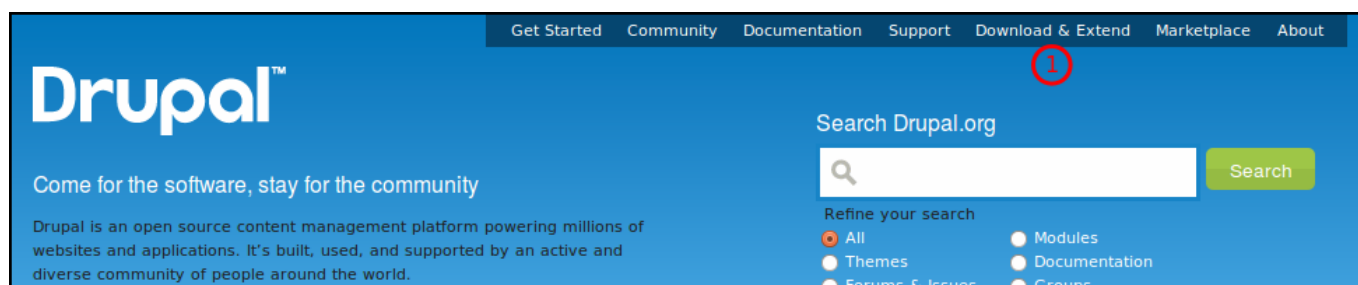 Get Started Community Documentation Support Download & Extend Marketplace About
1
Drupal™
Come for the software, stay for the community
Drupal is an open source content management platform powering millions of
websites and applications. It's built, used, and supported by an active and
diverse community of people around the world.
Search Drupal.org
Search
Refine your search
All Modules
Themes Documentation
Forums & Issues Groups